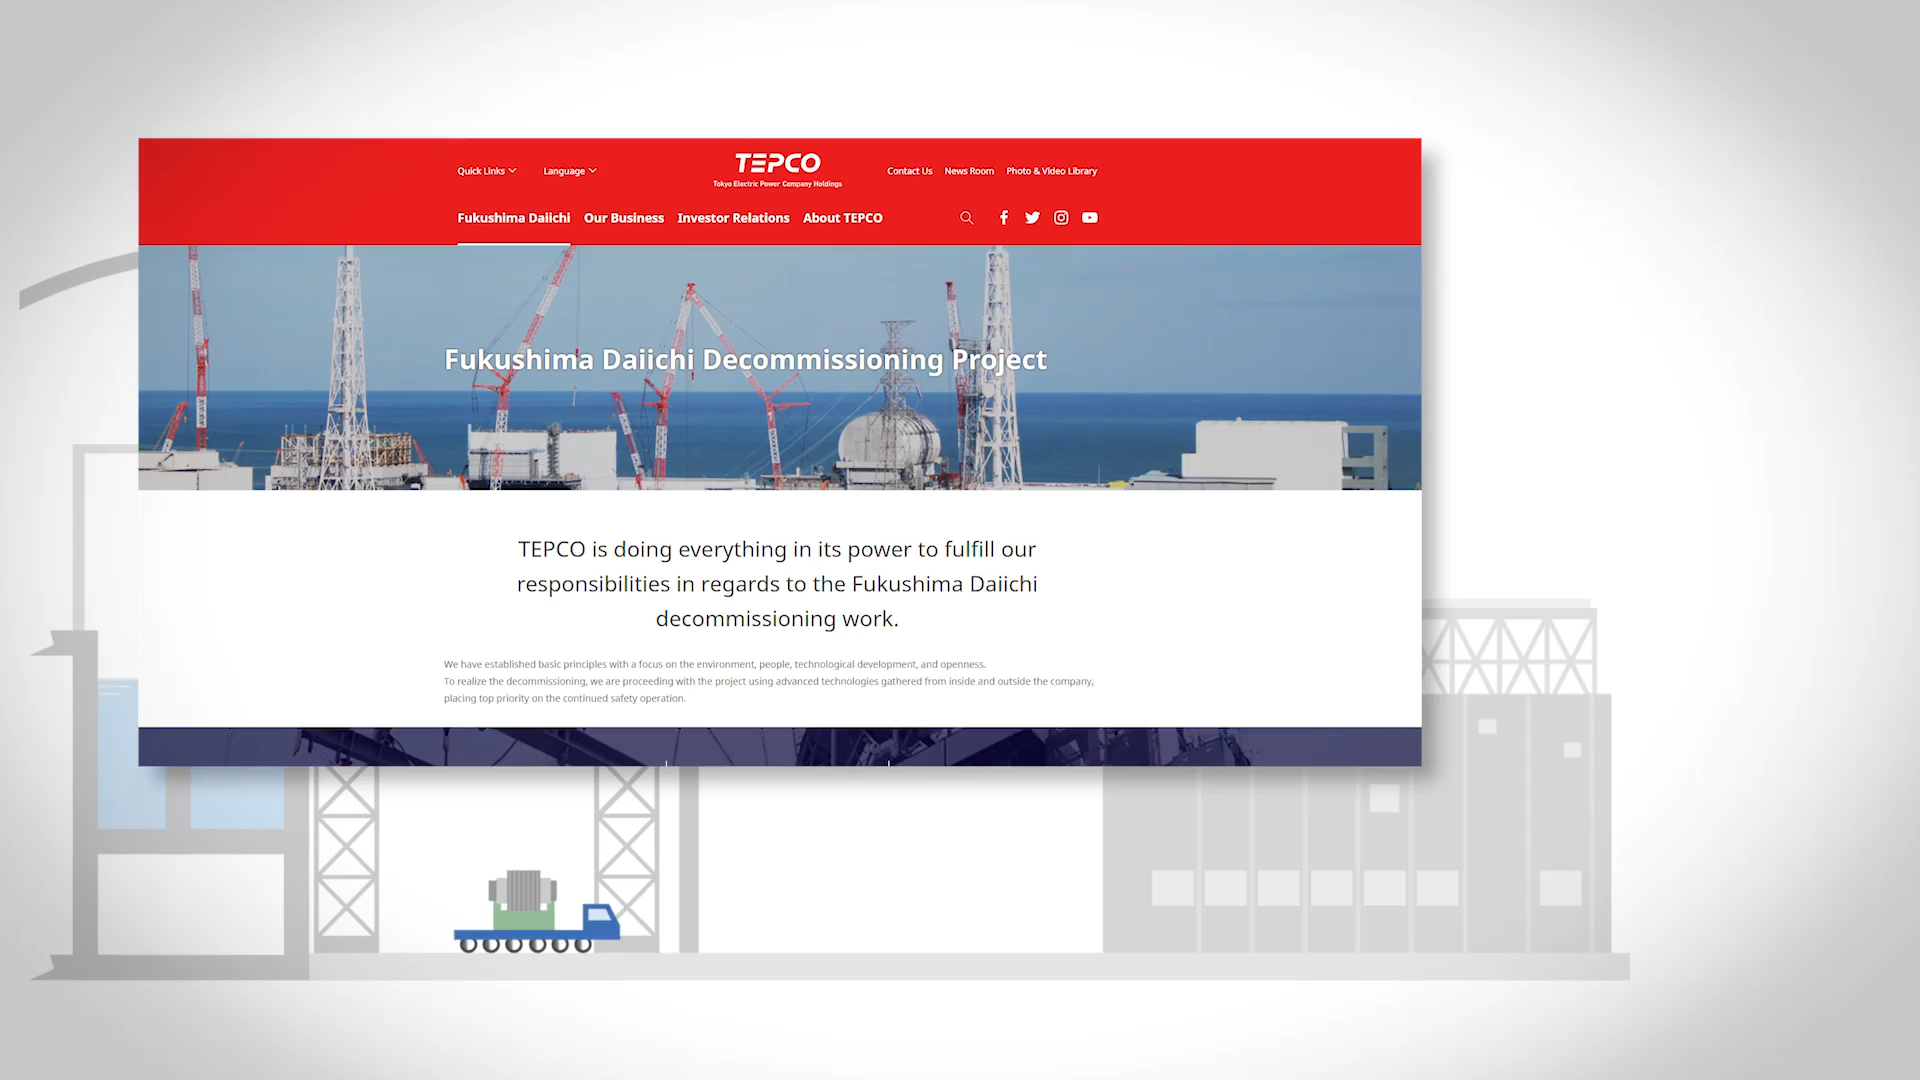 Quick Links
Language
TEPCO
Tokyo Electric Power Company Holdings
Contact Us
News Room
Photo & Video Library
Fukushima Daiichi
Our Business
Investor Relations
About TEPCO
Fukushima Daiichi Decommissioning Project
TEPCO is doing everything in its power to fulfill our
responsibilities in regards to the Fukushima Daiichi
decommissioning work.
We have established basic principles with a focus on the environment, people, technological development, and openness.
To realize the decommissioning, we are proceeding with the project using advanced technologies gathered from inside and outside the company,
placing top priority on the continued safety operation.